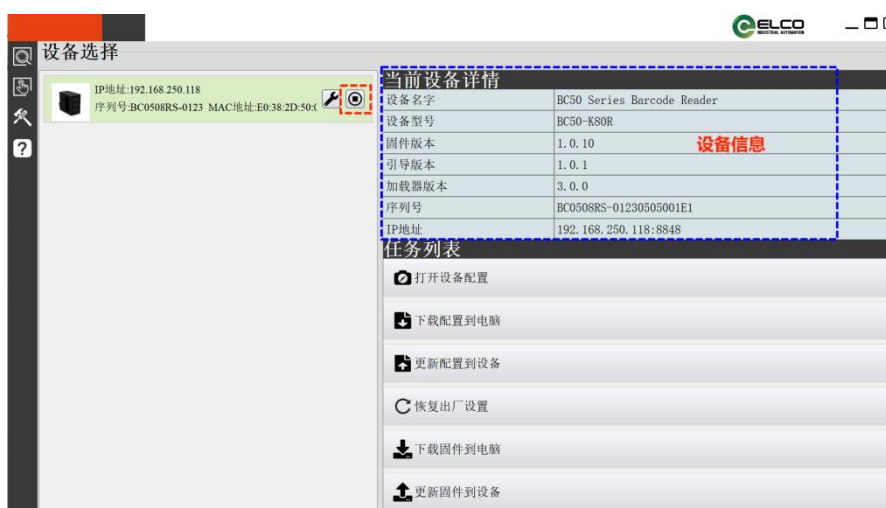 ELCO
INDUSTRIAL AUTOMATION
设备选择
IP地址:192.168.250.118
序列号:BC0508RS-0123 MAC地址:E0:38:2D:50:(
当前设备详情
设备名字 BC50 Series Barcode Reader
设备型号 BC50-K80R
固件版本 1.0.10
设备信息
引导版本 1.0.1
加载器版本 3.0.0
序列号 BC0508RS-01230505001E1
IP地址 192.168.250.118:8848
任务列表
打开设备配置
下载配置到电脑
更新配置到设备
恢复出厂设置
下载固件到电脑
更新固件到设备